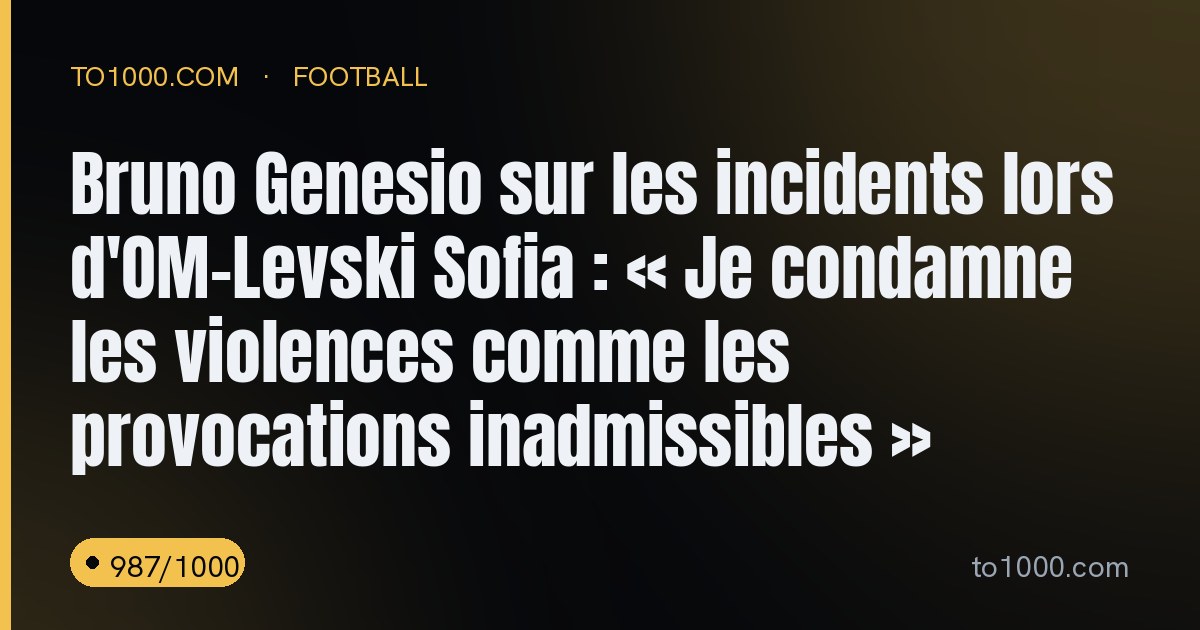 TO1000.COM · FOOTBALL
Bruno Genesio sur les incidents lors
d'OM-Levski Sofia : « Je condamne
les violences comme les
provocations inadmissibles »
987/1000
to1000.com